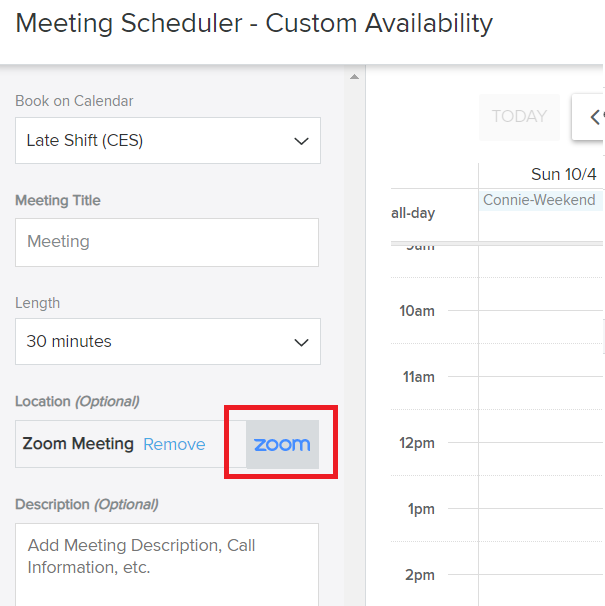 Meeting Scheduler - Custom Availability
Book on Calendar
Late Shift (CES)
Meeting Title
Meeting
Length
30 minutes
Location (Optional)
Zoom Meeting Remove zoom
Description (Optional)
Add Meeting Description, Call
Information, etc.
TODAY
Sun 10/4
all-day Connie-Weekend
9am
10am
11am
12pm
1pm
2pm